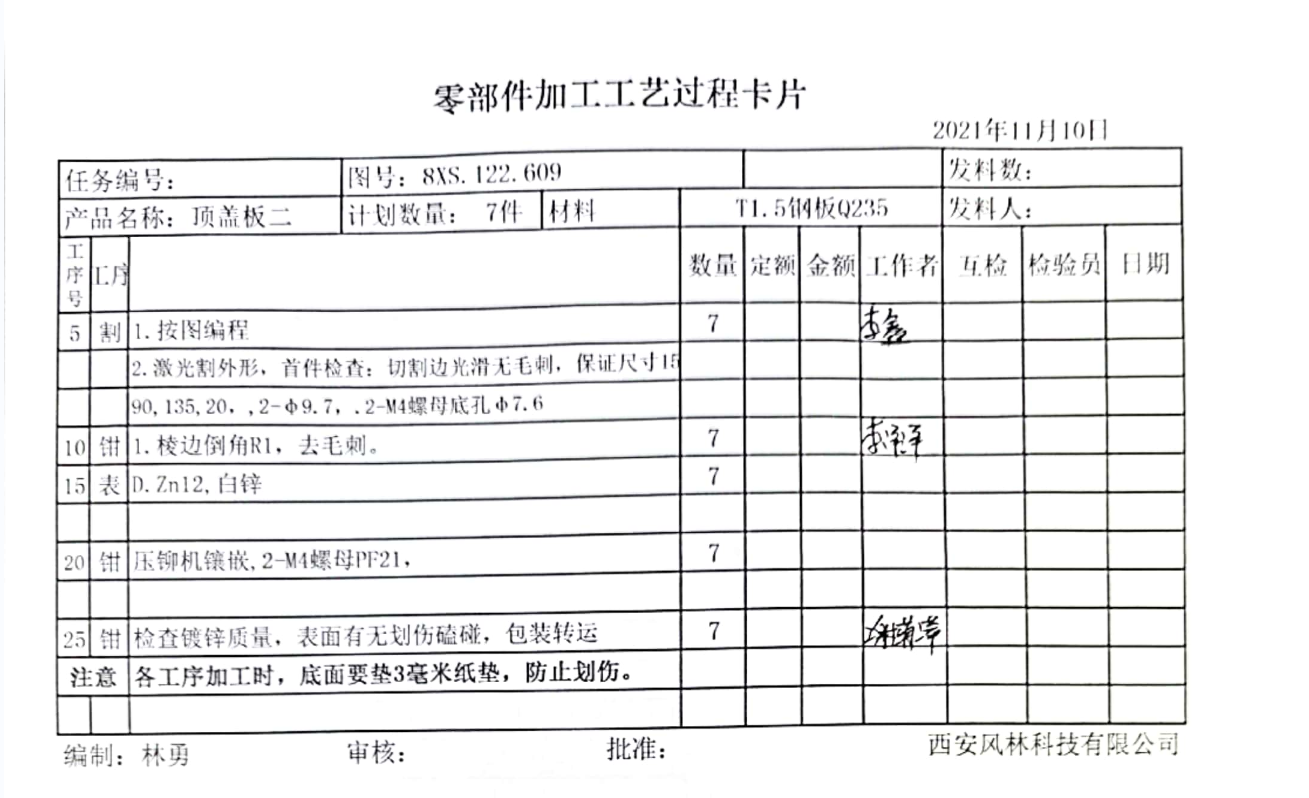 零部件加工工艺过程卡片
2021年11月10日
任务编号: 图号: 8XS.122.609 发料数:
产品名称: 顶盖板二 计划数量: 7件 材料 T1.5钢板Q235 发料人:
工序号 工序 数量 定额 金额 工作者 互检 检验员 日期
5 割 1.按图编程 7 李鑫
2.激光割外形, 首件检查: 切割边光滑无毛刺, 保证尺寸15
90,135,20, ,2-φ9.7, .2-M4螺母底孔φ7.6
10 钳 1.棱边倒角R1, 去毛刺。 7
15 表 D.Zn12,白锌 7
20 钳 压铆机镶嵌,2-M4螺母PF21, 7
25 钳 检查镀锌质量, 表面有无划伤磕碰, 包装转运 7
注意 各工序加工时, 底面要垫3毫米纸垫, 防止划伤。
编制: 林勇 审核: 批准: 西安风林科技有限公司